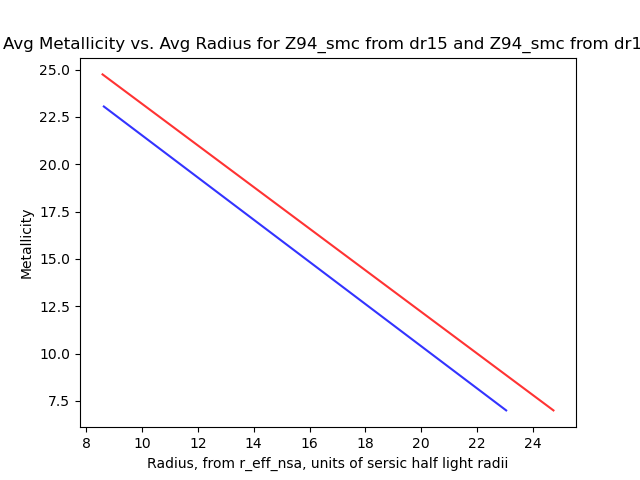 Avg Metallicity vs. Avg Radius for Z94_smc from dr15 and Z94_smc from dr1
25.0
22.5
20.0
17.5
15.0
12.5
10.0
7.5
Metallicity
8 10 12 14 16 18 20 22 24
Radius, from r_eff_nsa, units of sersic half light radii